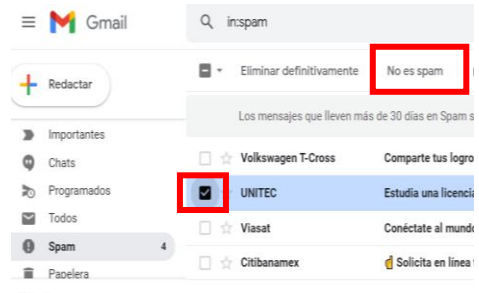 Gmail
in:spam
Redactar
Eliminar definitivamente No es spam
Los mensajes que lleven más de 30 días en Spam s
Importantes
Chats
Programados
Todos
Spam 4
Papelera
Volkswagen T-Cross Comparte tus logro
UNITEC Estudia una licencia
Viasat Conéctate al mundo
Citibanamex Solicita en línea